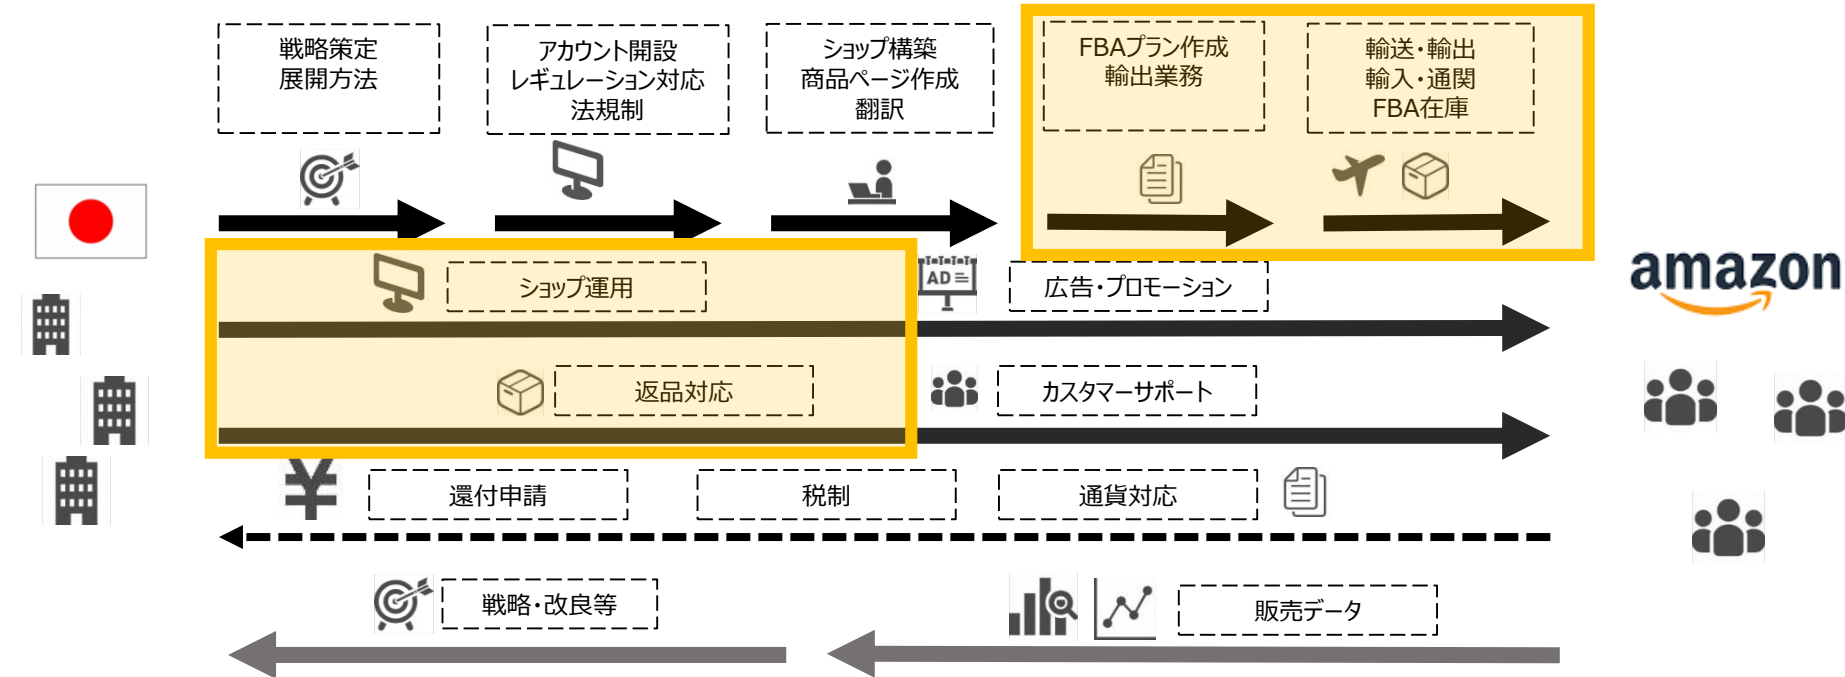 戦略策定
展開方法
アカウント開設
レギュレーション対応
法規制
ショップ構築
商品ページ作成
翻訳
FBAプラン作成
輸出業務
輸送・輸出
輸入・通関
FBA在庫
ショップ運用
AD
広告・プロモーション
amazon
返品対応
カスタマーサポート
¥
還付申請
税制
通貨対応
戦略・改良等
販売データ